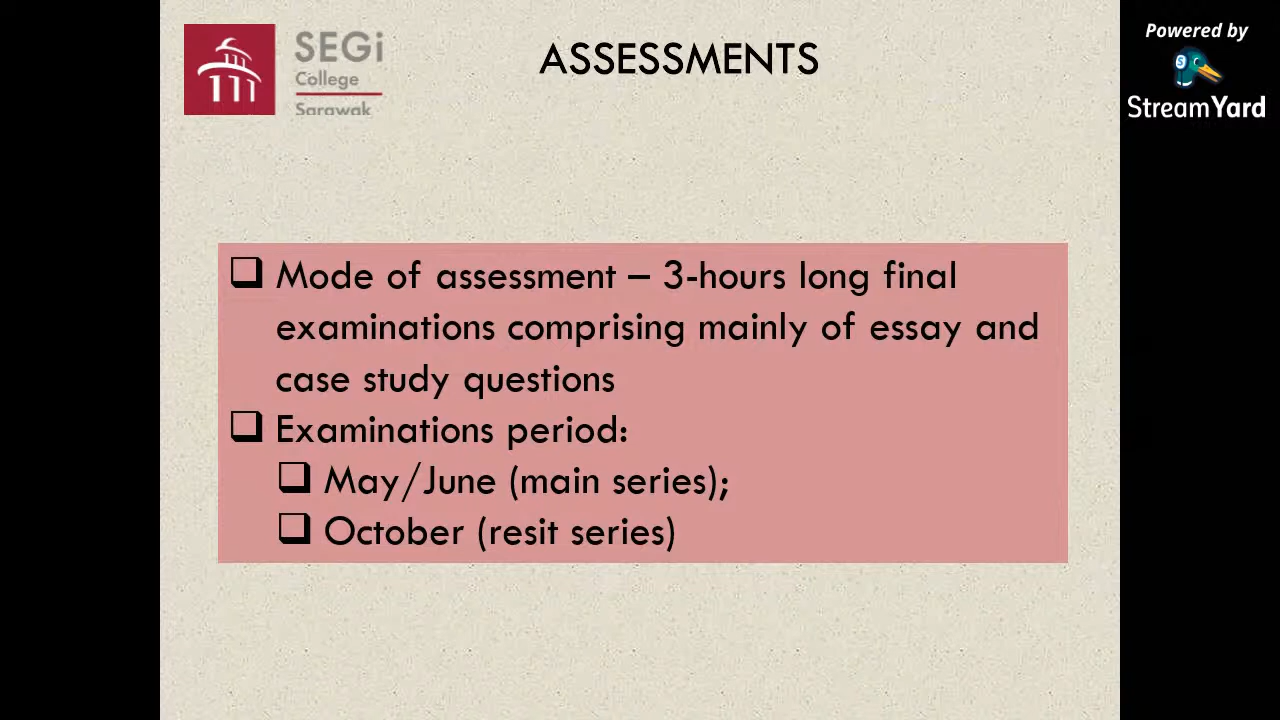 SEGi
College
Sarawak
ASSESSMENTS
Powered by
StreamYard
Mode of assessment – 3-hours long final
examinations comprising mainly of essay and
case study questions
Examinations period:
May/June (main series);
October (resit series)